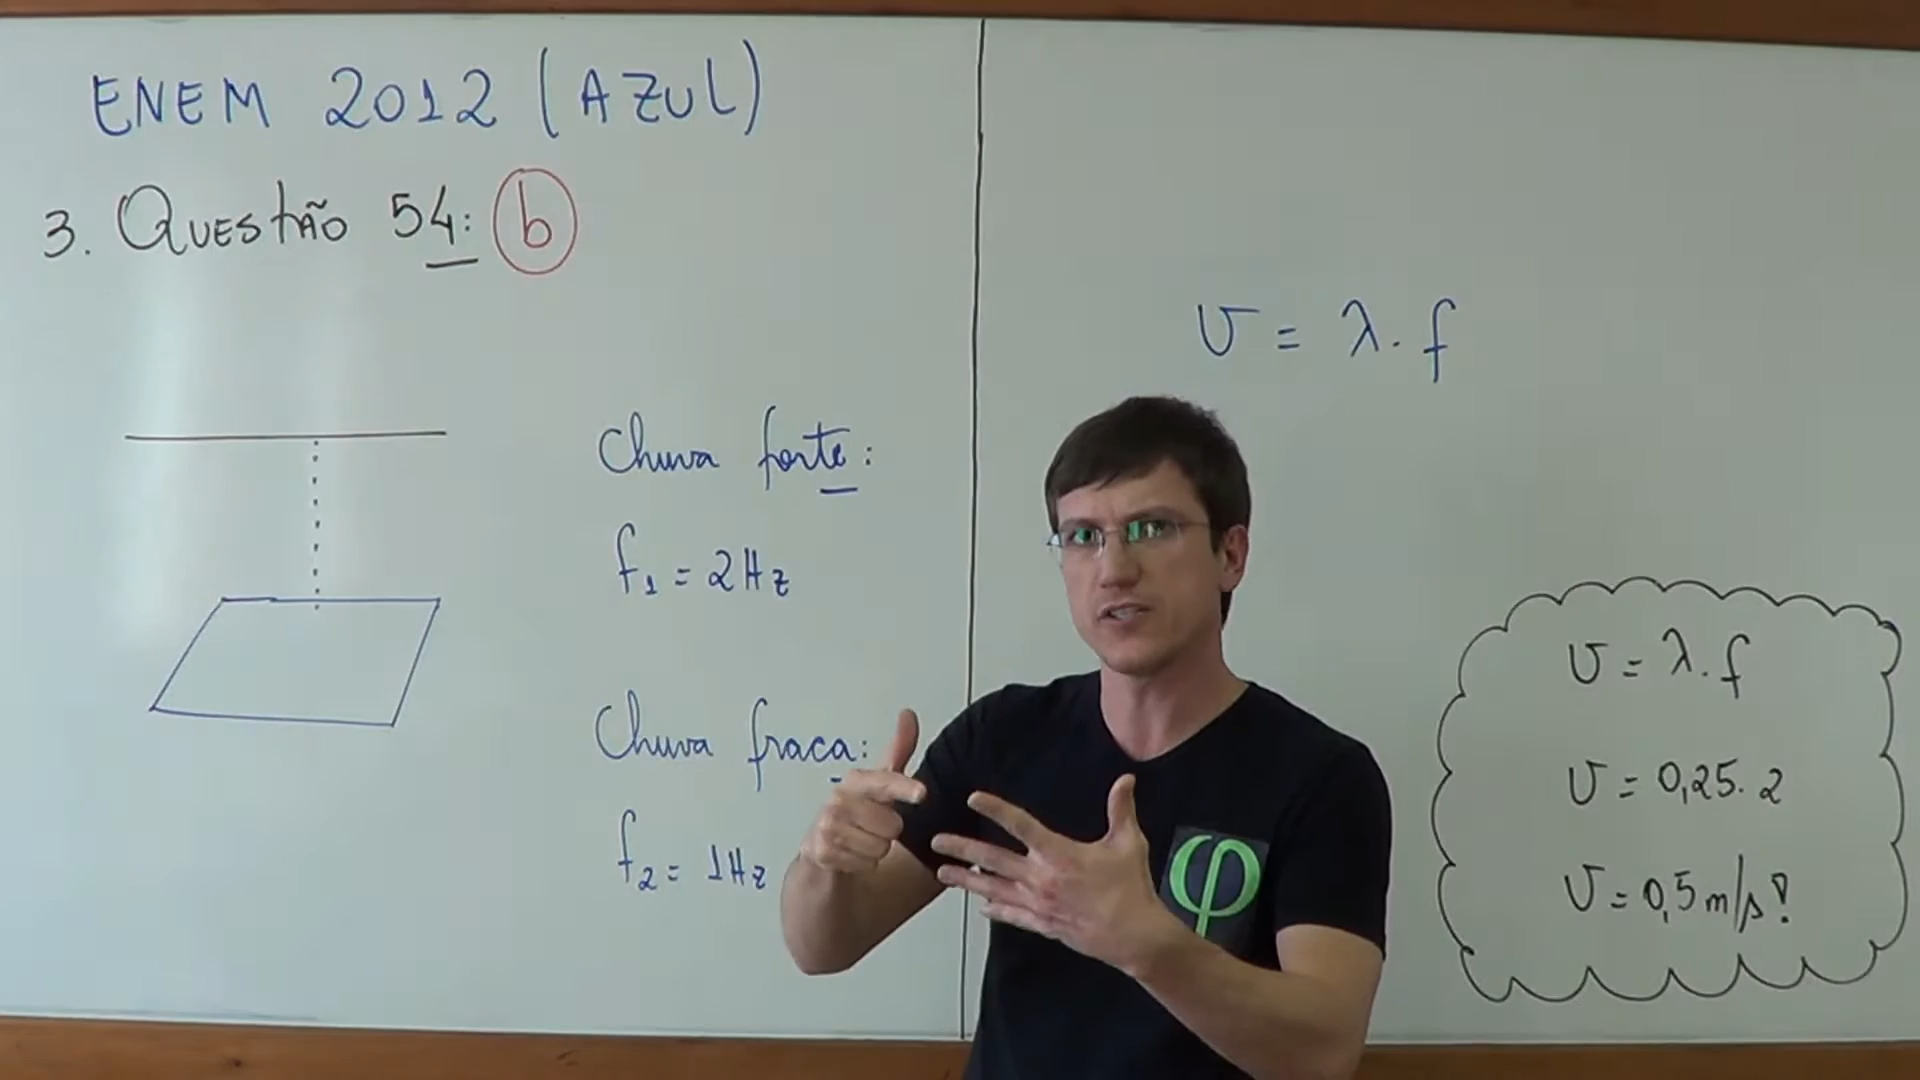 ENEM 2012 (AZUL)
3. Questão 54: b
Chuva forte:
f₁ = 2Hz
Chuva fraca:
f₂ = 1Hz
v = λ. f
v = λ. f
v = 0,25. 2
v = 0,5 m/s!
φ